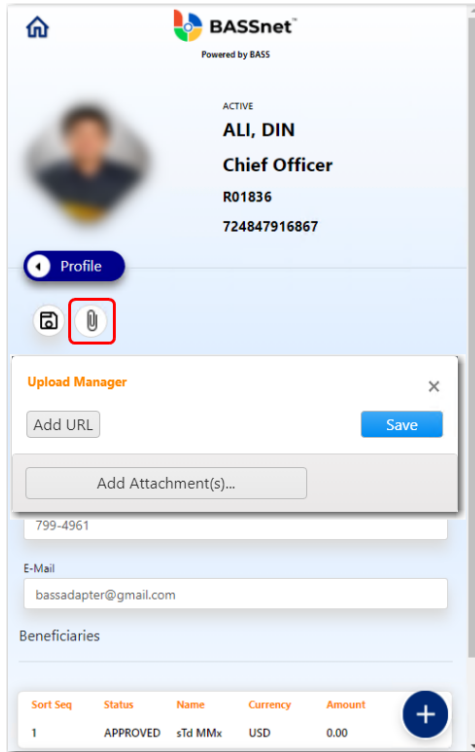 BASSnet™
Powered by BASS
ACTIVE
ALI, DIN
Chief Officer
R01836
724847916867
Profile
Upload Manager
Add URL
Save
Add Attachment(s)...
799-4961
E-Mail
bassadapter@gmail.com
Beneficiaries
Sort Seq Status Name Currency Amount
1 APPROVED sTd MMx USD 0.00